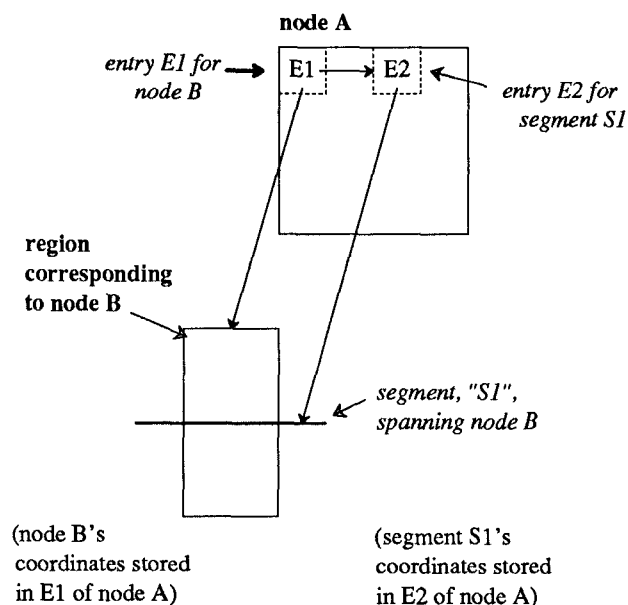 node A
entry E1 for
node B
E1
E2
entry E2 for
segment S1
region
corresponding
to node B
segment, "S1",
spanning node B
(node B's
coordinates stored
in E1 of node A)
(segment S1's
coordinates stored
in E2 of node A)